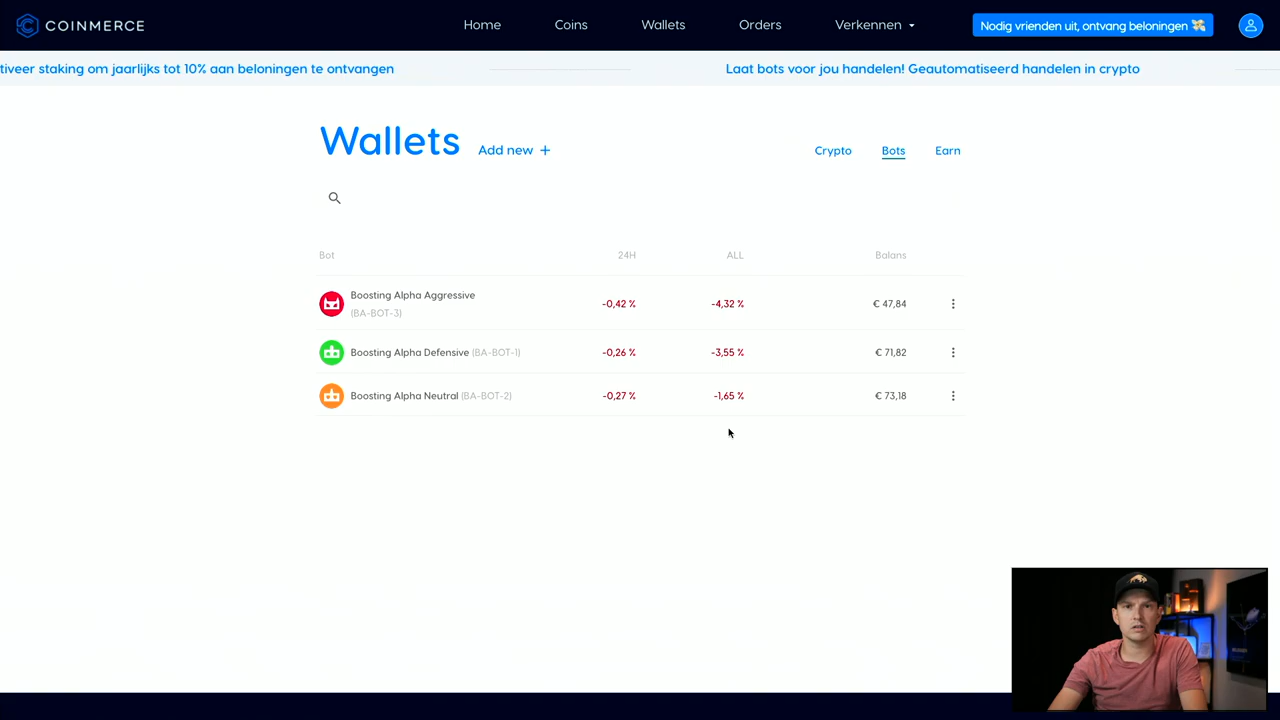 COINMERCE
Home
Coins
Wallets
Orders
Verkennen
Nodig vrienden uit, ontvang beloningen 💸
tiveer staking om jaarlijks tot 10% aan beloningen te ontvangen
Laat bots voor jou handelen! Geautomatiseerd handelen in crypto
Wallets
Add new +
Crypto
Bots
Earn
Bot
24H
ALL
Balans
Boosting Alpha Aggressive
(BA-BOT-3)
-0,42 %
-4,32 %
€ 47,84
Boosting Alpha Defensive (BA-BOT-1)
-0,26 %
-3,55 %
€ 71,82
Boosting Alpha Neutral (BA-BOT-2)
-0,27 %
-1,65 %
€ 73,18